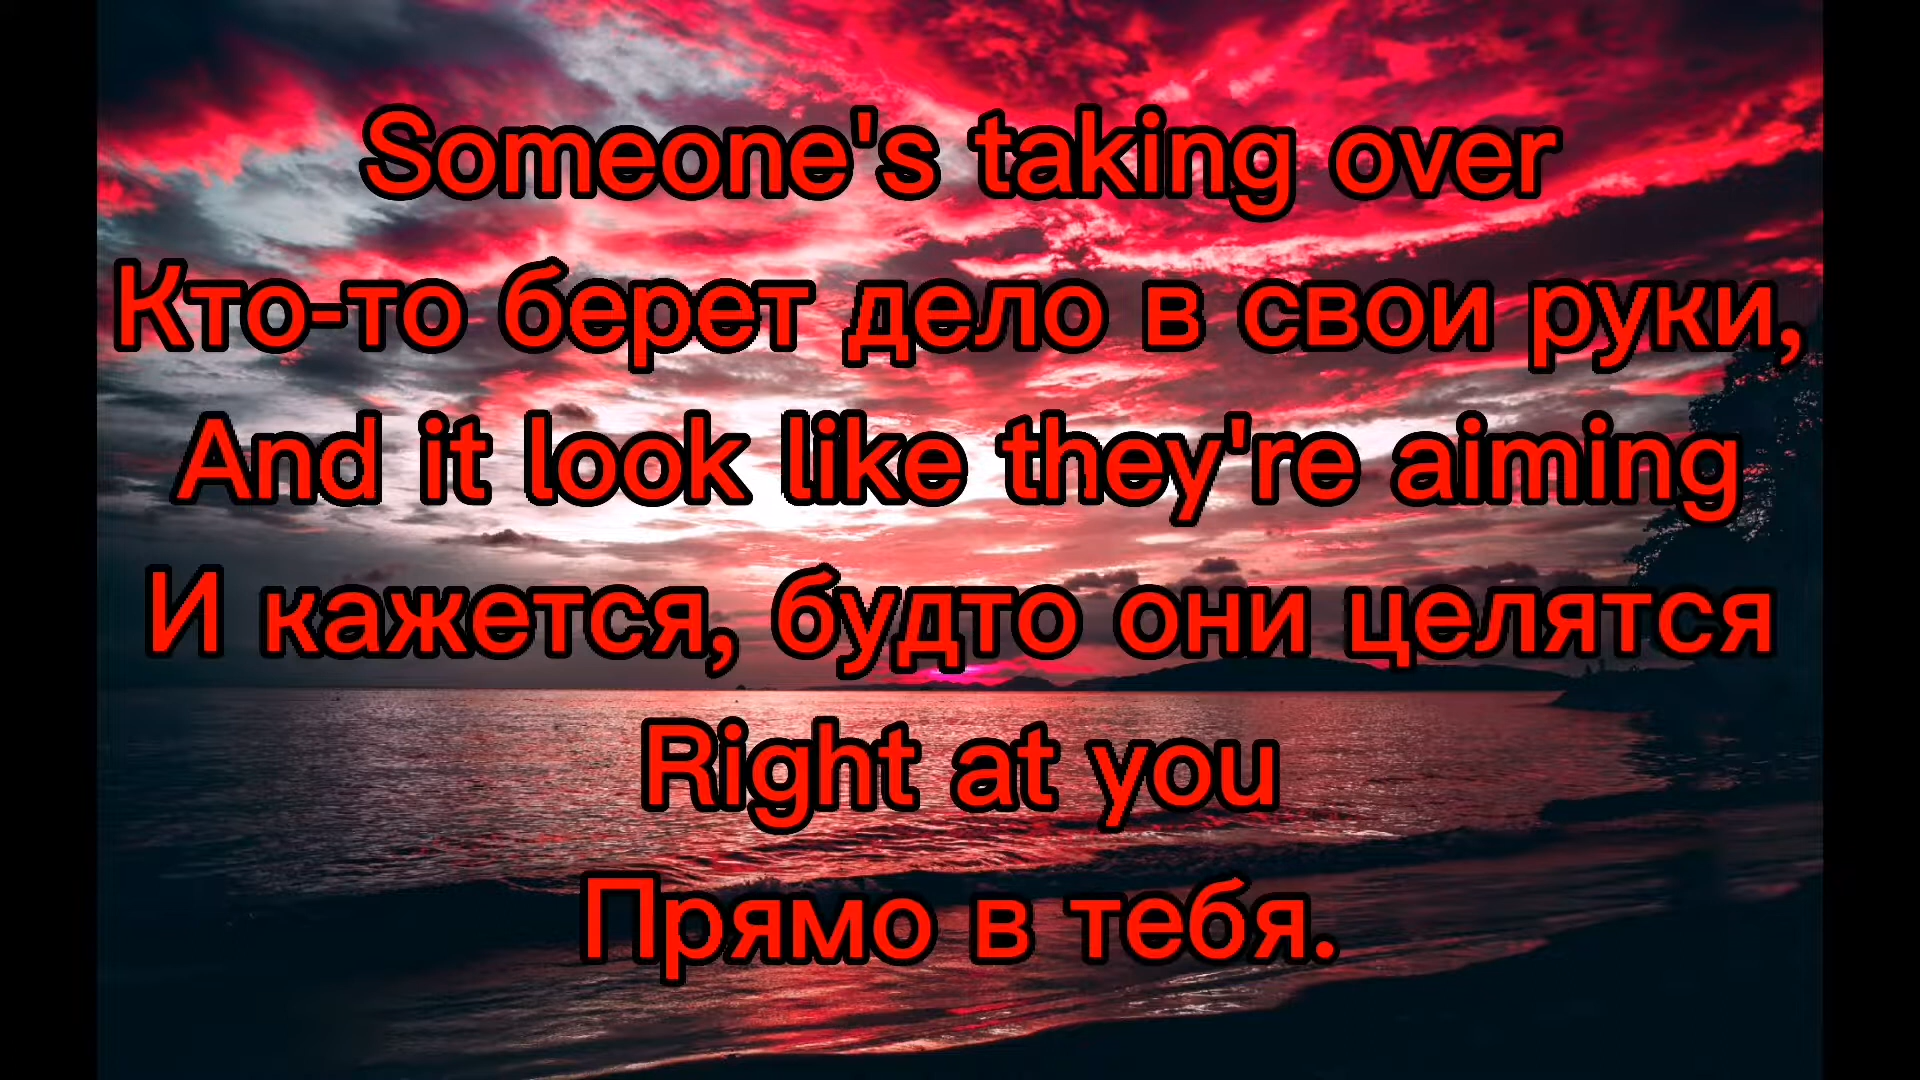 Someone's taking over
Кто-то берет дело в свои руки,
And it look like they're aiming
И кажется, будто они целятся
Right at you
Прямо в тебя.